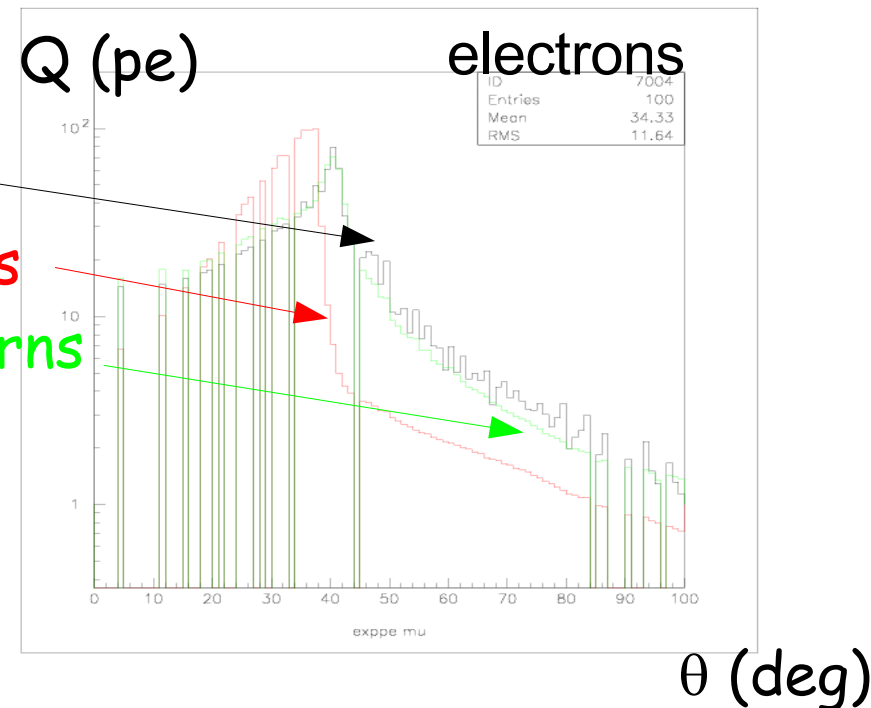 Q (pe)
electrons
ID 7004
Entries 100
Mean 34.33
RMS 11.64
10²
s
10
rns
1
0 10 20 30 40 50 60 70 80 90 100
exppe mu
θ (deg)